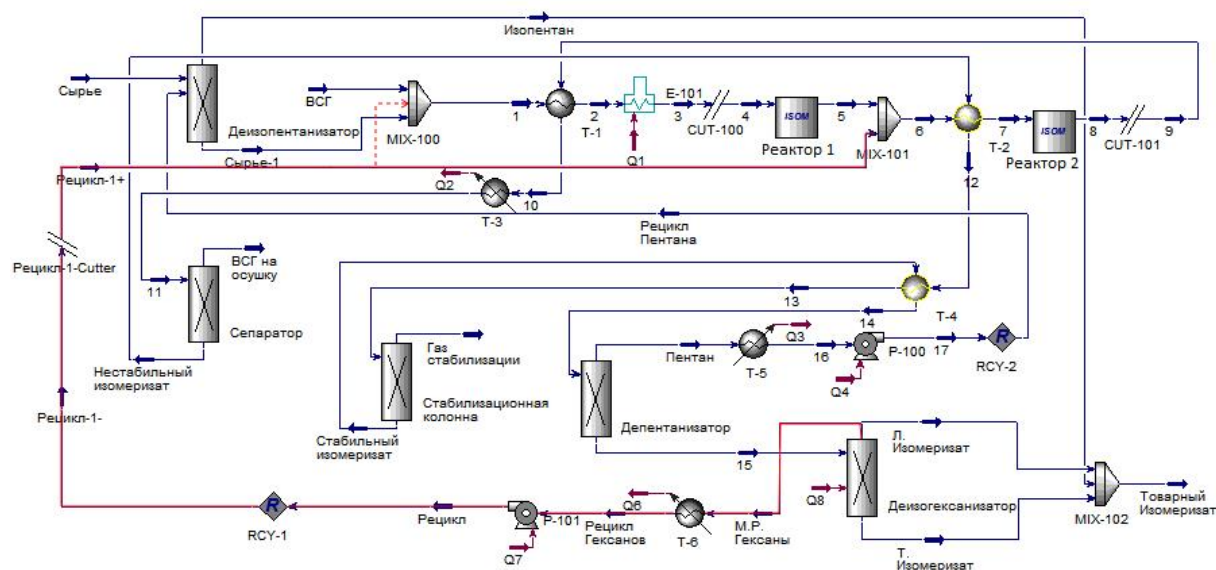 Изопентан
Сырье
ВСГ
Деизопентанизатор
MIX-100
Сырье-1
1
2
T-1
E-101
3
CUT-100
4
Q1
ISOM
Реактор 1
5
MIX-101
6
7
T-2
ISOM
Реактор 2
8
CUT-101
9
12
Рецикл-1+
Q2
10
T-3
Рецикл
Пентана
Рецикл-1-Cutter
ВСГ на
осушку
11
Сепаратор
Нестабильный
изомеризат
13
T-4
14
Газ
стабилизации
Стабилизационная
колонна
Стабильный
изомеризат
Пентан
Q3
T-5
16
P-100
17
Q4
RCY-2
R
Рецикл-1-
Депентанизатор
15
Л.
Изомеризат
Q8
Деизогексанизатор
MIX-102
Товарный
Изомеризат
Т.
Изомеризат
М.Р.
Гексаны
Q6
T-6
Рецикл
Гексанов
P-101
Q7
Рецикл
R
RCY-1